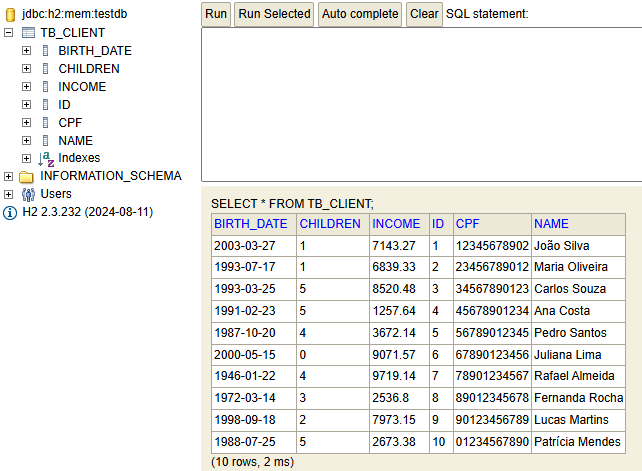 jdbc:h2:mem:testdb
TB_CLIENT
BIRTH_DATE
CHILDREN
INCOME
ID
CPF
NAME
Indexes
INFORMATION_SCHEMA
Users
H2 2.3.232 (2024-08-11)
Run Run Selected Auto complete Clear SQL statement:
SELECT * FROM TB_CLIENT;
BIRTH_DATE CHILDREN INCOME ID CPF NAME
2003-03-27 1 7143.27 1 12345678902 João Silva
1993-07-17 1 6839.33 2 23456789012 Maria Oliveira
1993-03-25 5 8520.48 3 34567890123 Carlos Souza
1991-02-23 5 1257.64 4 45678901234 Ana Costa
1987-10-20 4 3672.14 5 56789012345 Pedro Santos
2000-05-15 0 9071.57 6 67890123456 Juliana Lima
1946-01-22 4 9719.14 7 78901234567 Rafael Almeida
1972-03-14 3 2536.8 8 89012345678 Fernanda Rocha
1998-09-18 2 7973.15 9 90123456789 Lucas Martins
1988-07-25 5 2673.38 10 01234567890 Patrícia Mendes
(10 rows, 2 ms)